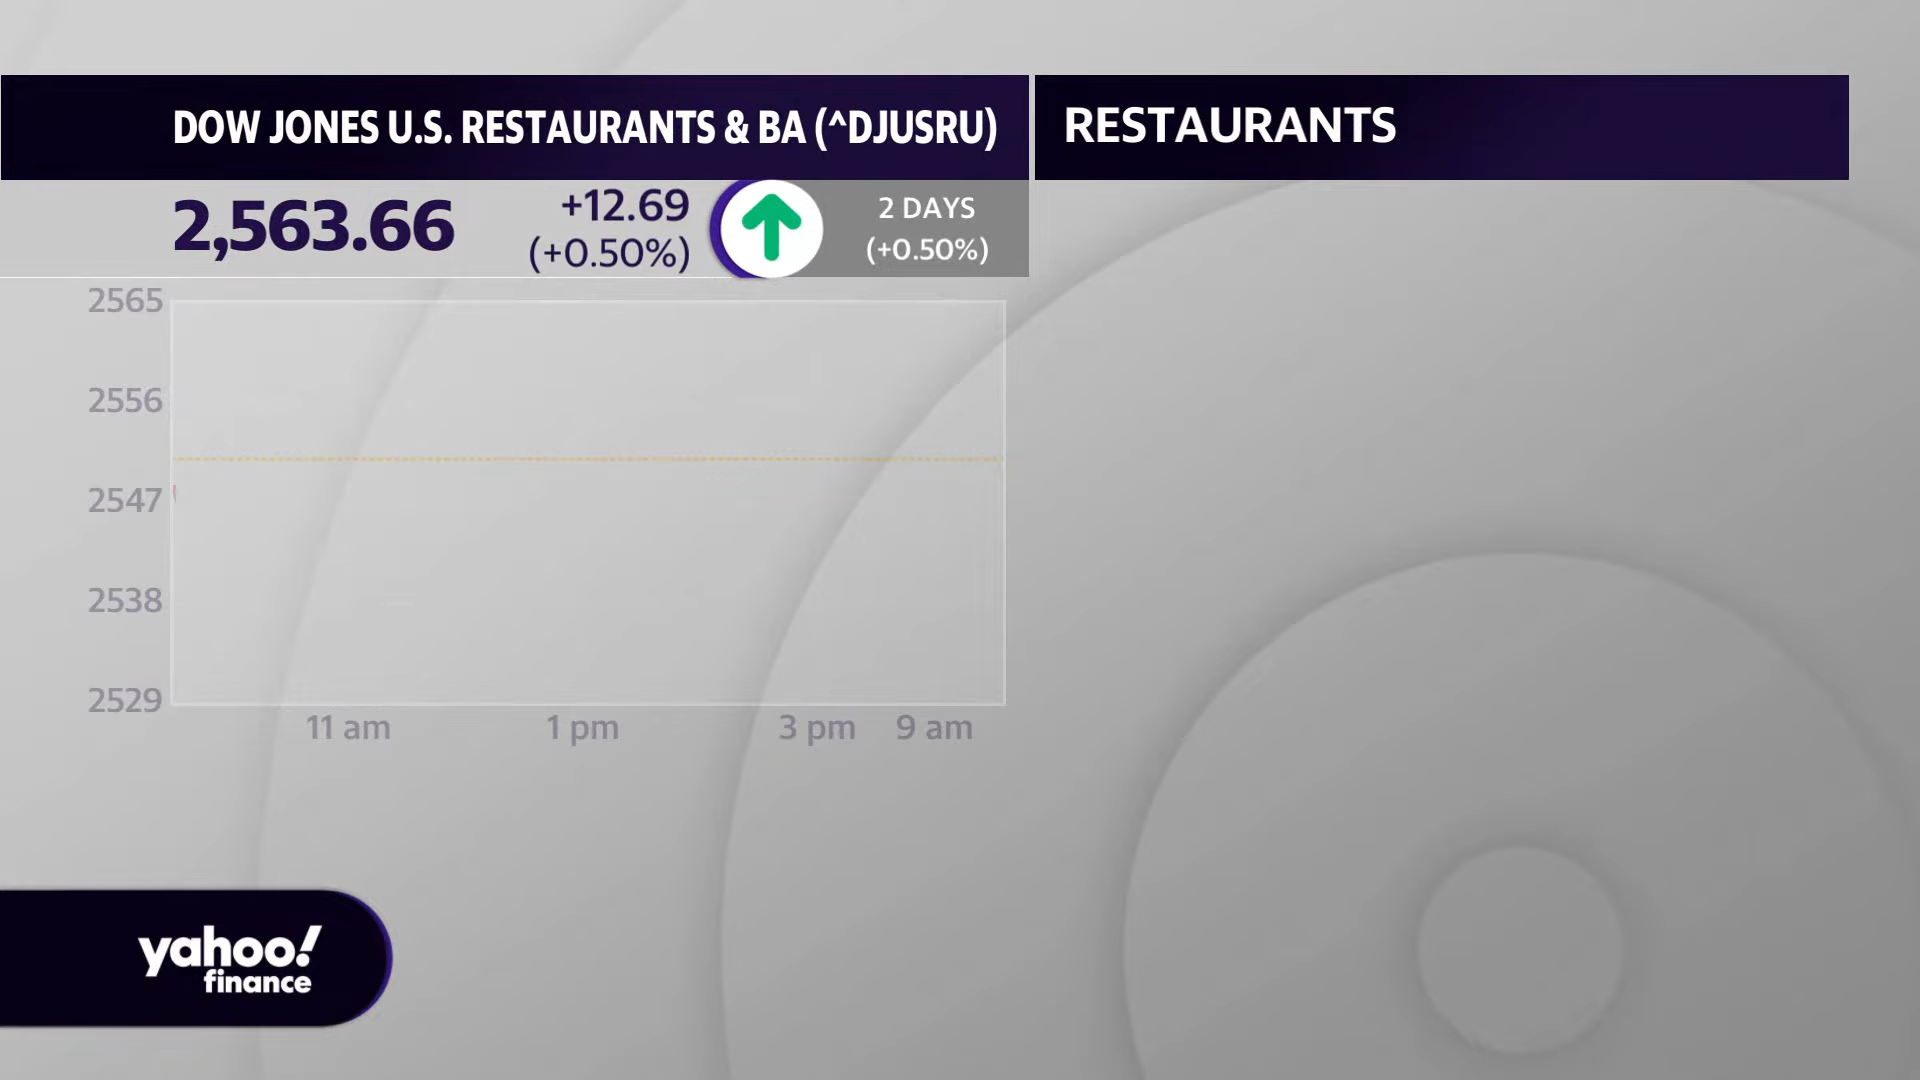 DOW JONES U.S. RESTAURANTS & BA (^DJUSRU)
RESTAURANTS
2,563.66
+12.69
(+0.50%)
2 DAYS
(+0.50%)
2565
2556
2547
2538
2529
11 am
1 pm
3 pm
9 am
yahoo!
finance